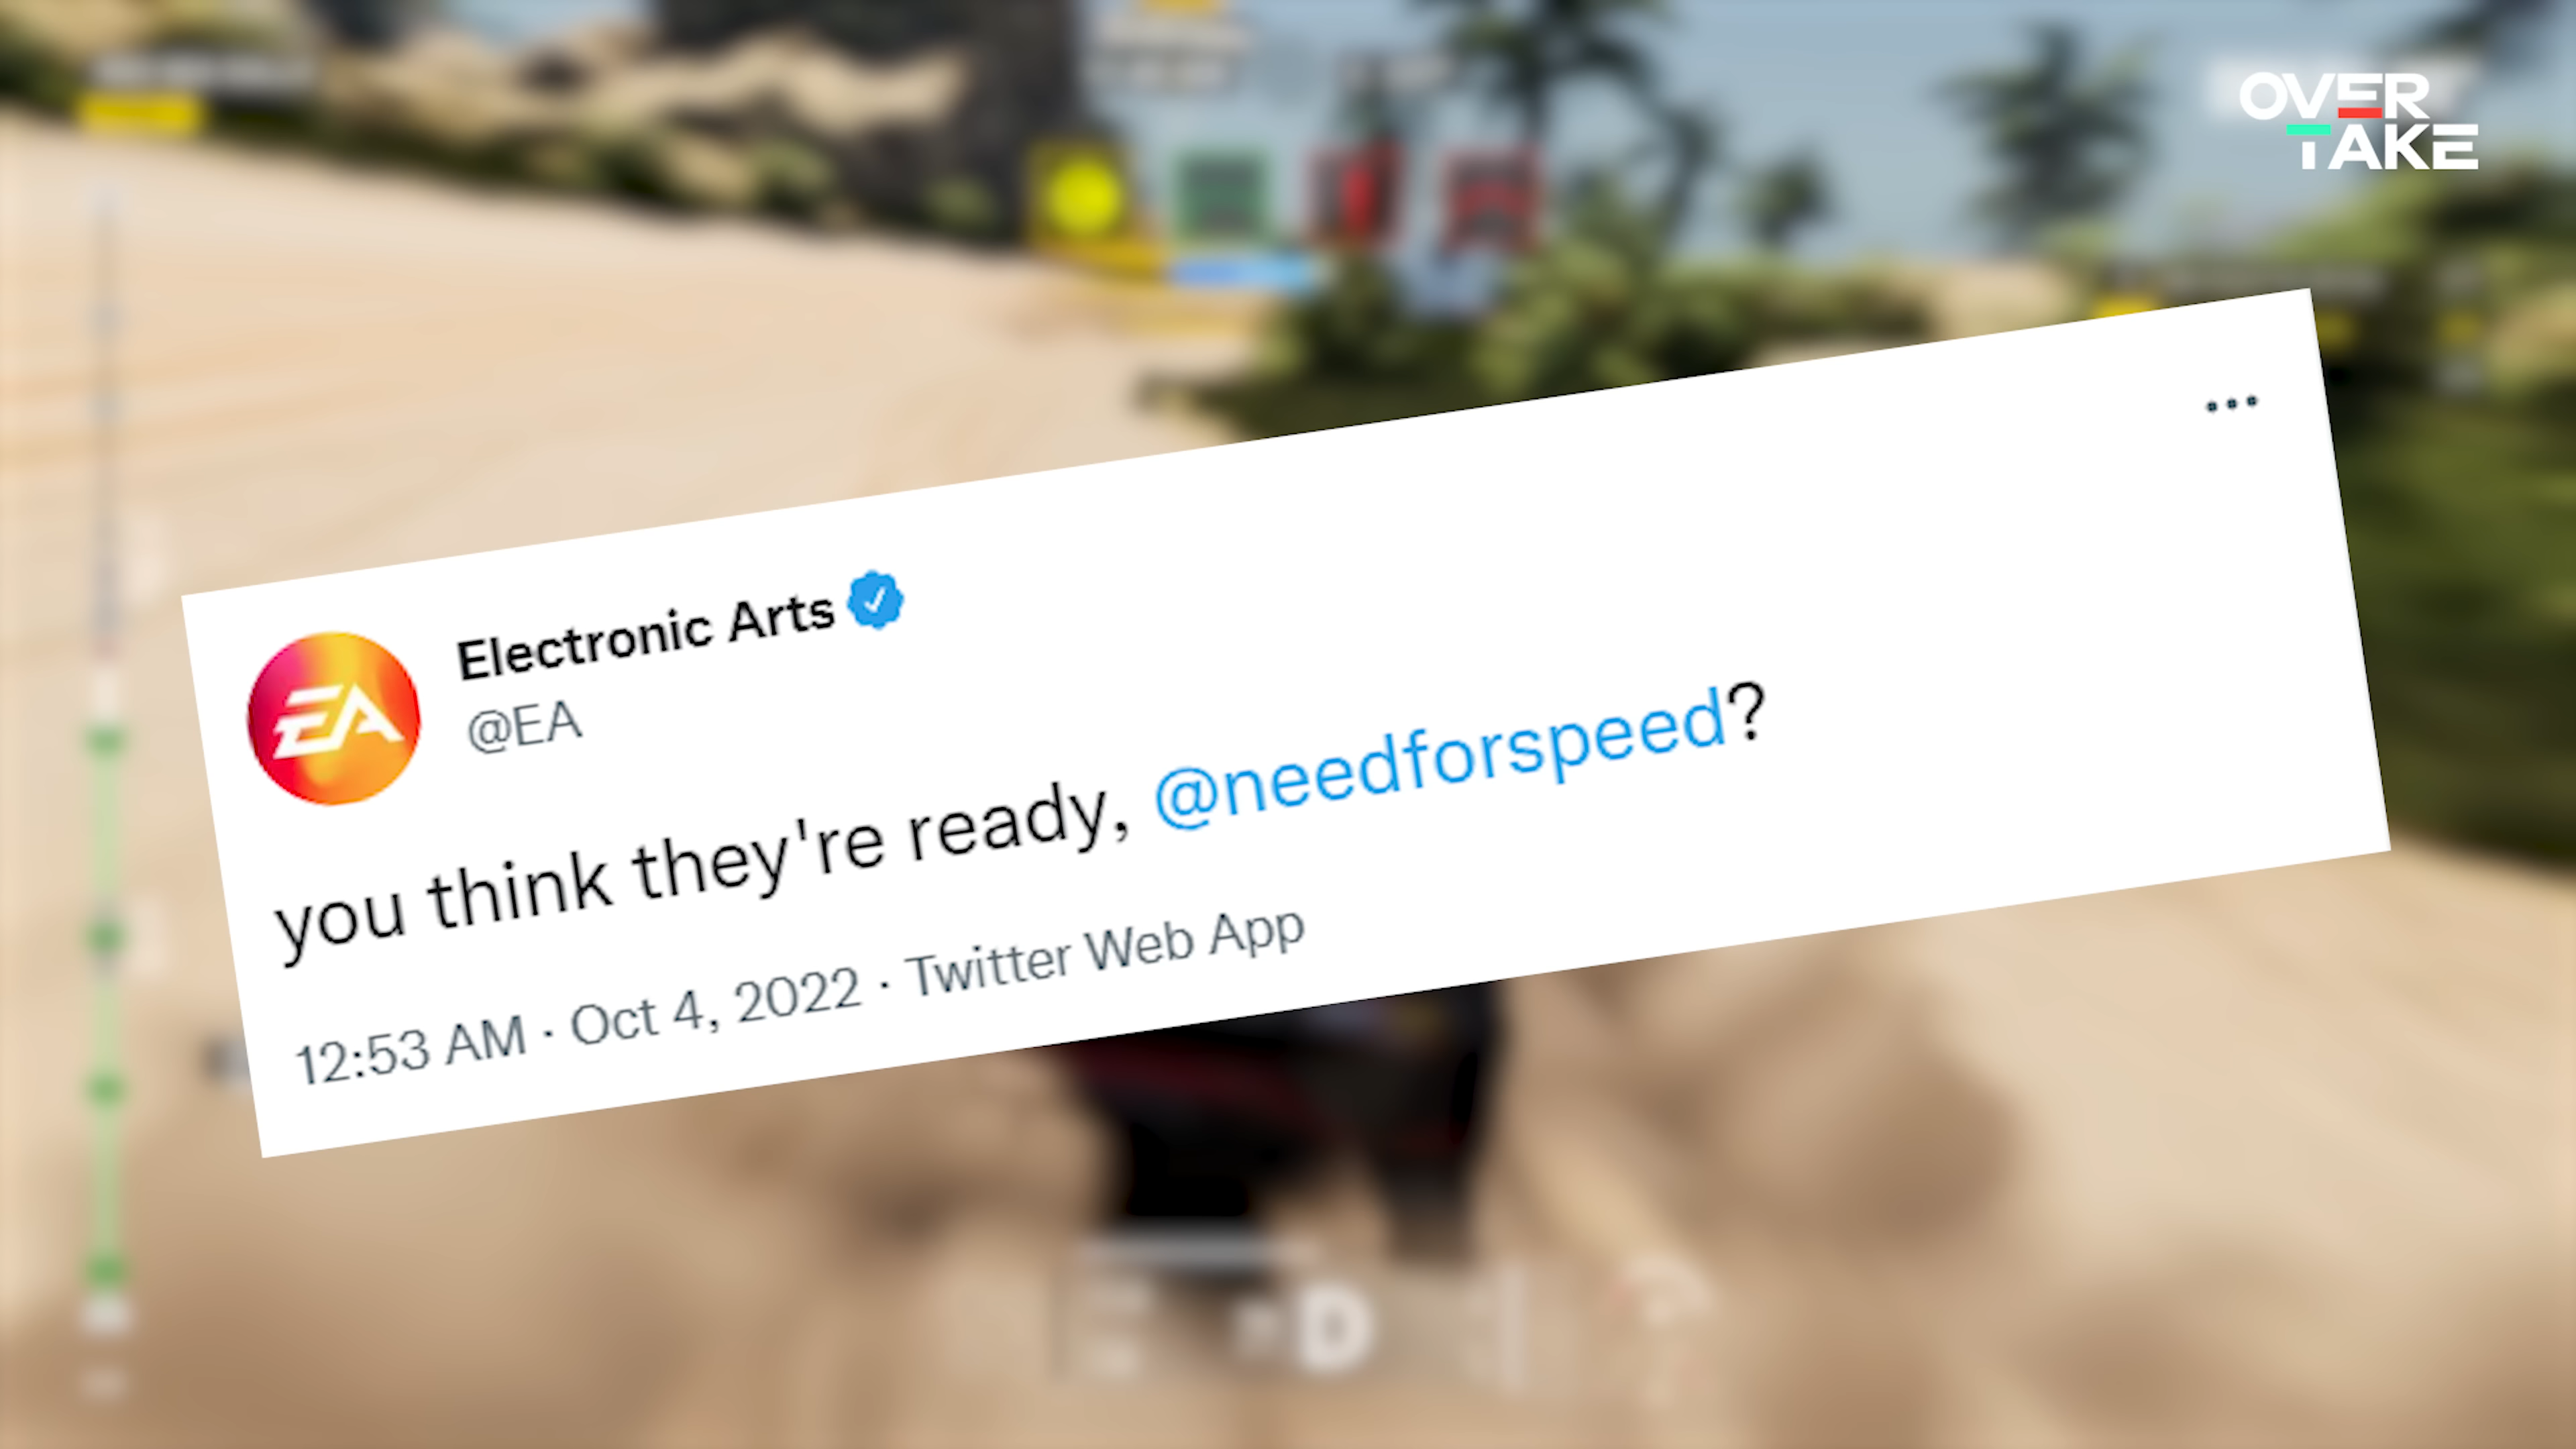 OVER
TAKE
Electronic Arts
@EA
you think they're ready, @needforspeed?
12:53 AM · Oct 4, 2022 · Twitter Web App
EA
D